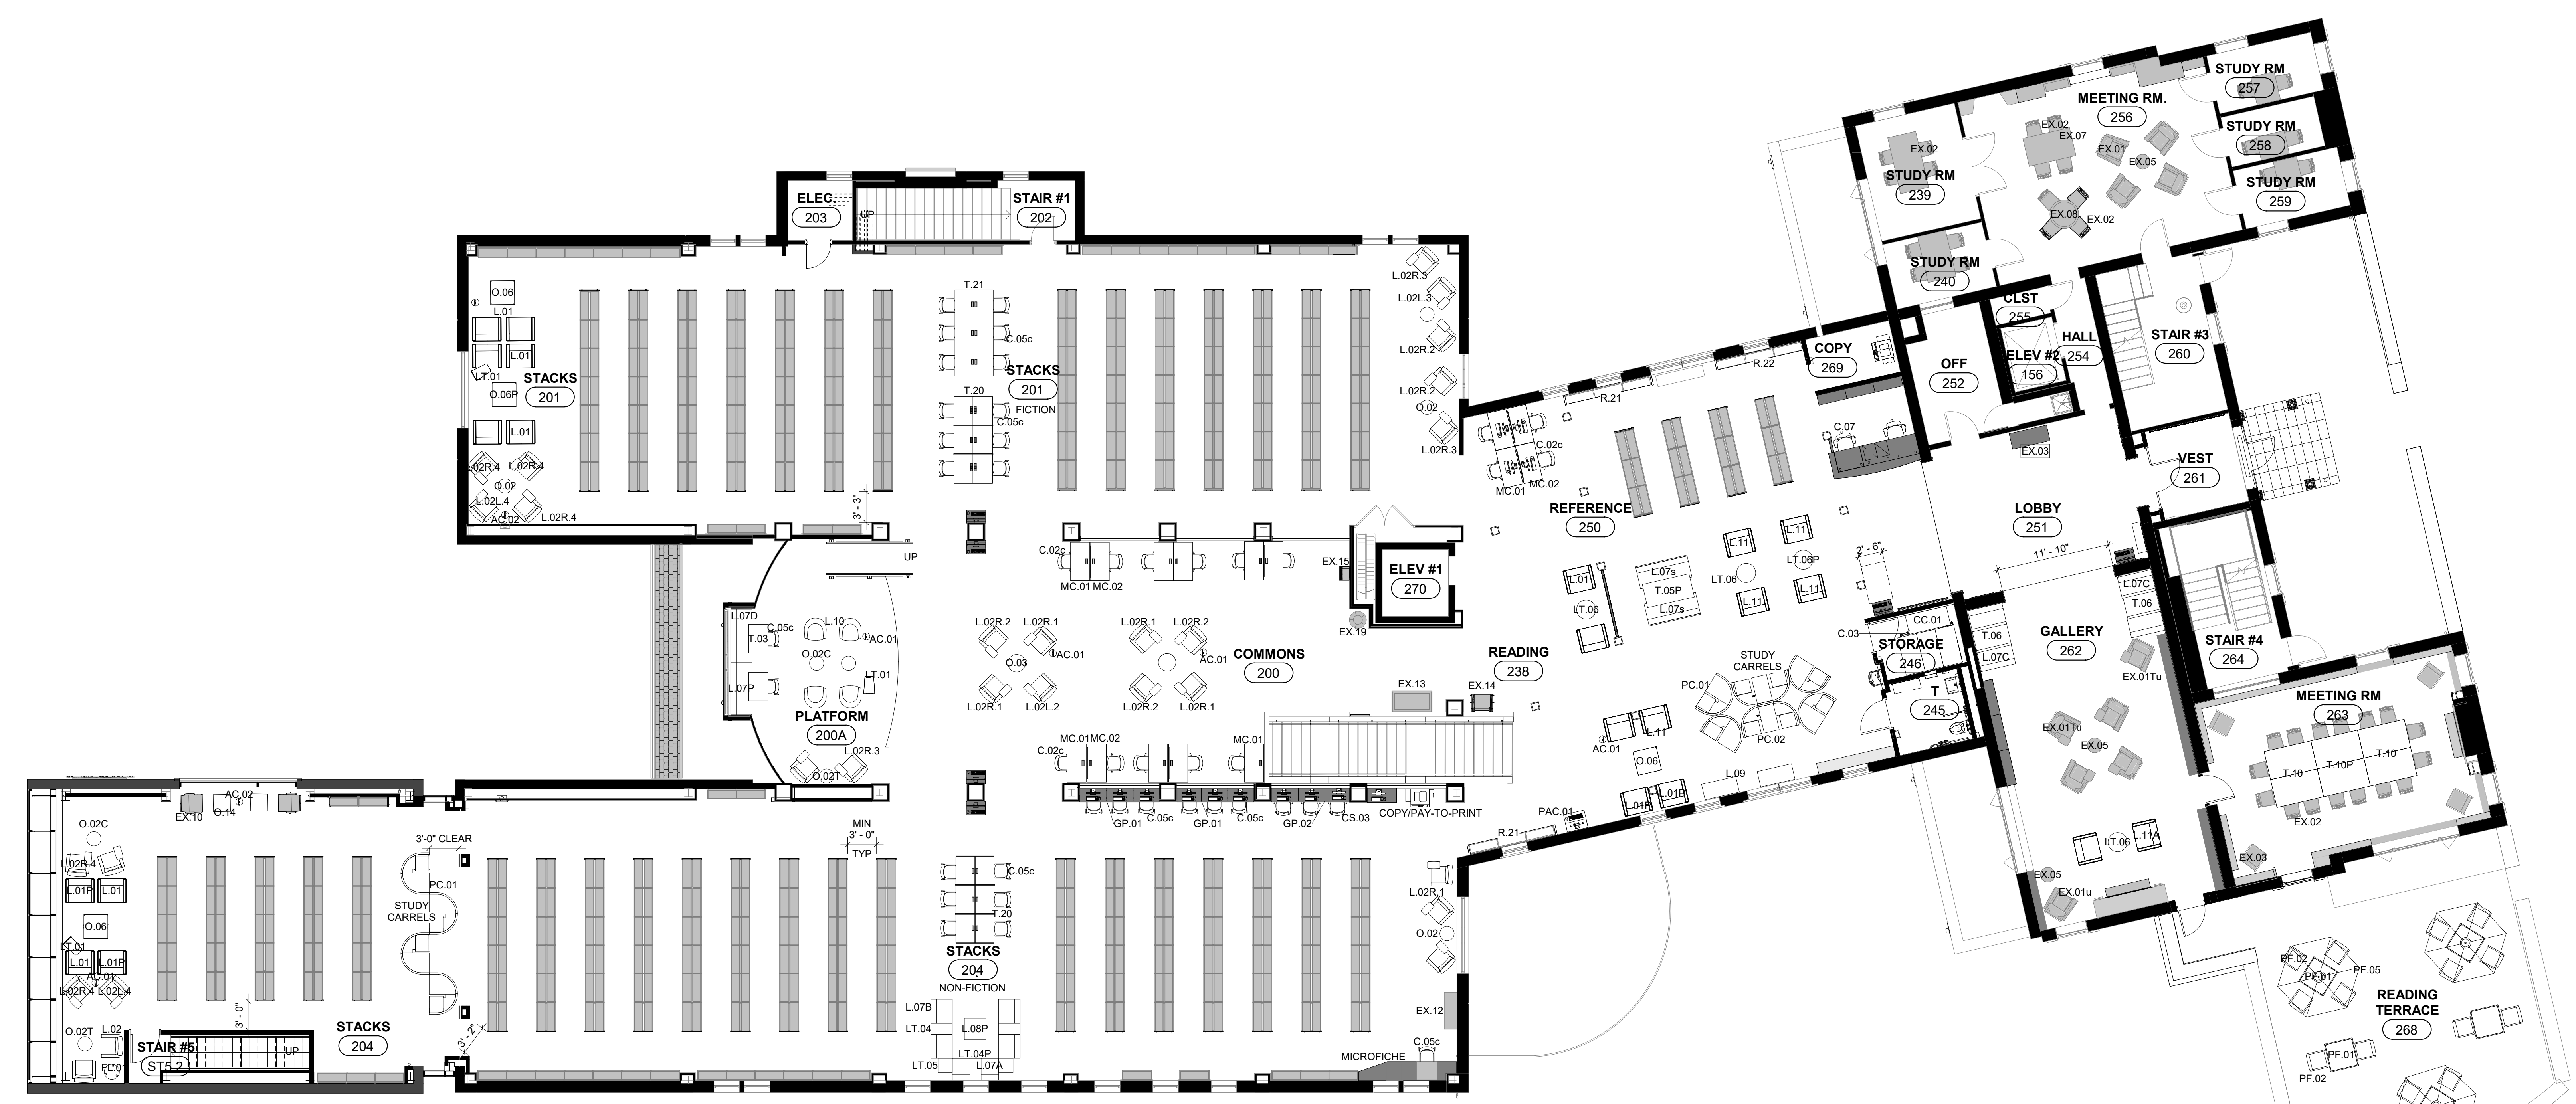 STUDY RM
257
MEETING RM.
256
STUDY RM
258
STUDY RM
259
EX.02
EX.07
EX.01
EX.05
EX.08
EX.02
EX.02
STUDY RM
239
STUDY RM
240
CLST
255
HALL
254
ELEV #2
156
STAIR #3
260
OFF
252
COPY
269
ELEC.
203
UP
STAIR #1
202
O.06
L.01
L.01
LT.01
O.06P
L.01
STACKS
201
L.02R.4
L.02R.4
O.02
L.02L.4
L.02R.4
AC.02
3' - 3"
T.21
C.05c
STACKS
201
FICTION
T.20
C.05c
L.02R.3
L.02L.3
L.02R.2
L.02R.2
O.02
L.02R.3
R.22
R.21
C.02c
MC.01
MC.02
C.07
EX.03
VEST
261
REFERENCE
250
LOBBY
251
11' - 10"
2' - 6"
UP
C.02c
MC.01
MC.02
EX.15
ELEV #1
270
EX.19
L.01
LT.06
L.07s
T.05P
L.07s
L.11
L.11
LT.06
LT.06P
L.11
L.11
L.07C
T.06
CC.01
C.03
STORAGE
246
T.06
L.07C
GALLERY
262
STAIR #4
264
L.07D
T.03
C.05c
L.10
AC.01
O.02C
LT.01
L.07P
PLATFORM
200A
L.02R.3
O.02T
L.02R.2
L.02R.1
O.03
AC.01
L.02R.1
L.02L.2
L.02R.1
L.02R.2
AC.01
L.02R.2
L.02R.1
COMMONS
200
READING
238
STUDY
CARRELS
PC.01
PC.02
T
245
EX.13
EX.14
EX.01Tu
EX.01Tu
EX.05
MEETING RM
263
T.10
T.10P
T.10
EX.02
EX.03
L.11
AC.01
O.06
L.01P
L.01P
L.09
LT.06
L.11A
EX.05
EX.01u
C.02c
MC.01
MC.02
MC.01
GP.01
C.05c
GP.01
C.05c
GP.02
CS.03
COPY/PAY-TO-PRINT
PAC.01
R.21
AC.02
EX.10
O.14
O.02C
L.02R.4
L.01P
L.01
O.06
LT.01
L.01
L.01P
AC.01
L.02R.4
L.02L.4
O.02T
L.02
FL.01
STAIR #5
ST5.2
UP
3' - 0"
STACKS
204
3'-0" CLEAR
PC.01
STUDY
CARRELS
3' - 2"
MIN
3' - 0"
TYP
C.05c
T.20
STACKS
204
NON-FICTION
L.07B
LT.04
L.08P
LT.04P
LT.05
L.07A
L.02R.1
O.02
EX.12
C.05c
MICROFICHE
PF.02
PF.01
PF.05
READING
TERRACE
268
PF.01
PF.02